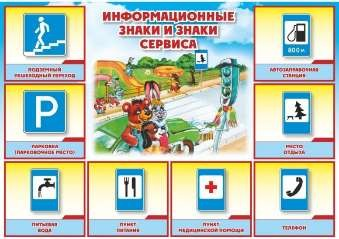 ИНФОРМАЦИОННЫЕ
ЗНАКИ И ЗНАКИ
СЕРВИСА
ПОДЗЕМНЫЙ
ПЕШЕХОДНЫЙ ПЕРЕХОД
800 м
АВТОЗАПРАВОЧНАЯ
СТАНЦИЯ
P
ПАРКОВКА
(ПАРКОВОЧНОЕ МЕСТО)
МЕСТО
ОТДЫХА
ПИТЬЕВАЯ
ВОДА
ПУНКТ
ПИТАНИЯ
ПУНКТ
МЕДИЦИНСКОЙ ПОМОЩИ
ТЕЛЕФОН